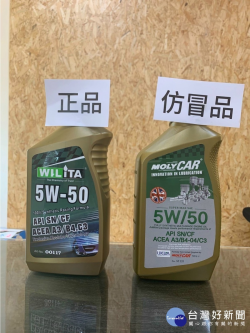 正品
仿冒品
WILITA
5W-50
API SN/CF
ACEA A3/B4,C3
00117
MOLYCAR
INNOVATION IN LUBRICATION
5W/50
API SN/CF
ACEA A3/B4-04/C3
台灣好新聞